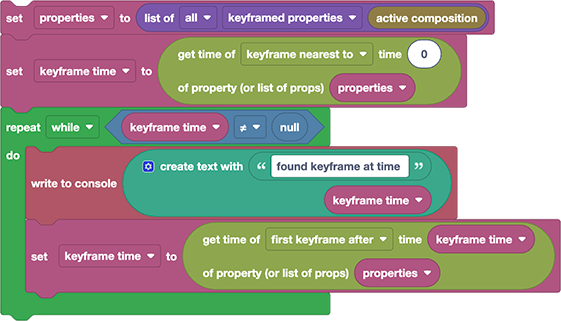 set properties to list of all keyframed properties active composition
get time of keyframe nearest to time 0
set keyframe time to
of property (or list of props) properties
repeat while keyframe time ≠ null
do
create text with “ found keyframe at time ”
write to console
keyframe time
get time of first keyframe after time keyframe time
set keyframe time to
of property (or list of props) properties